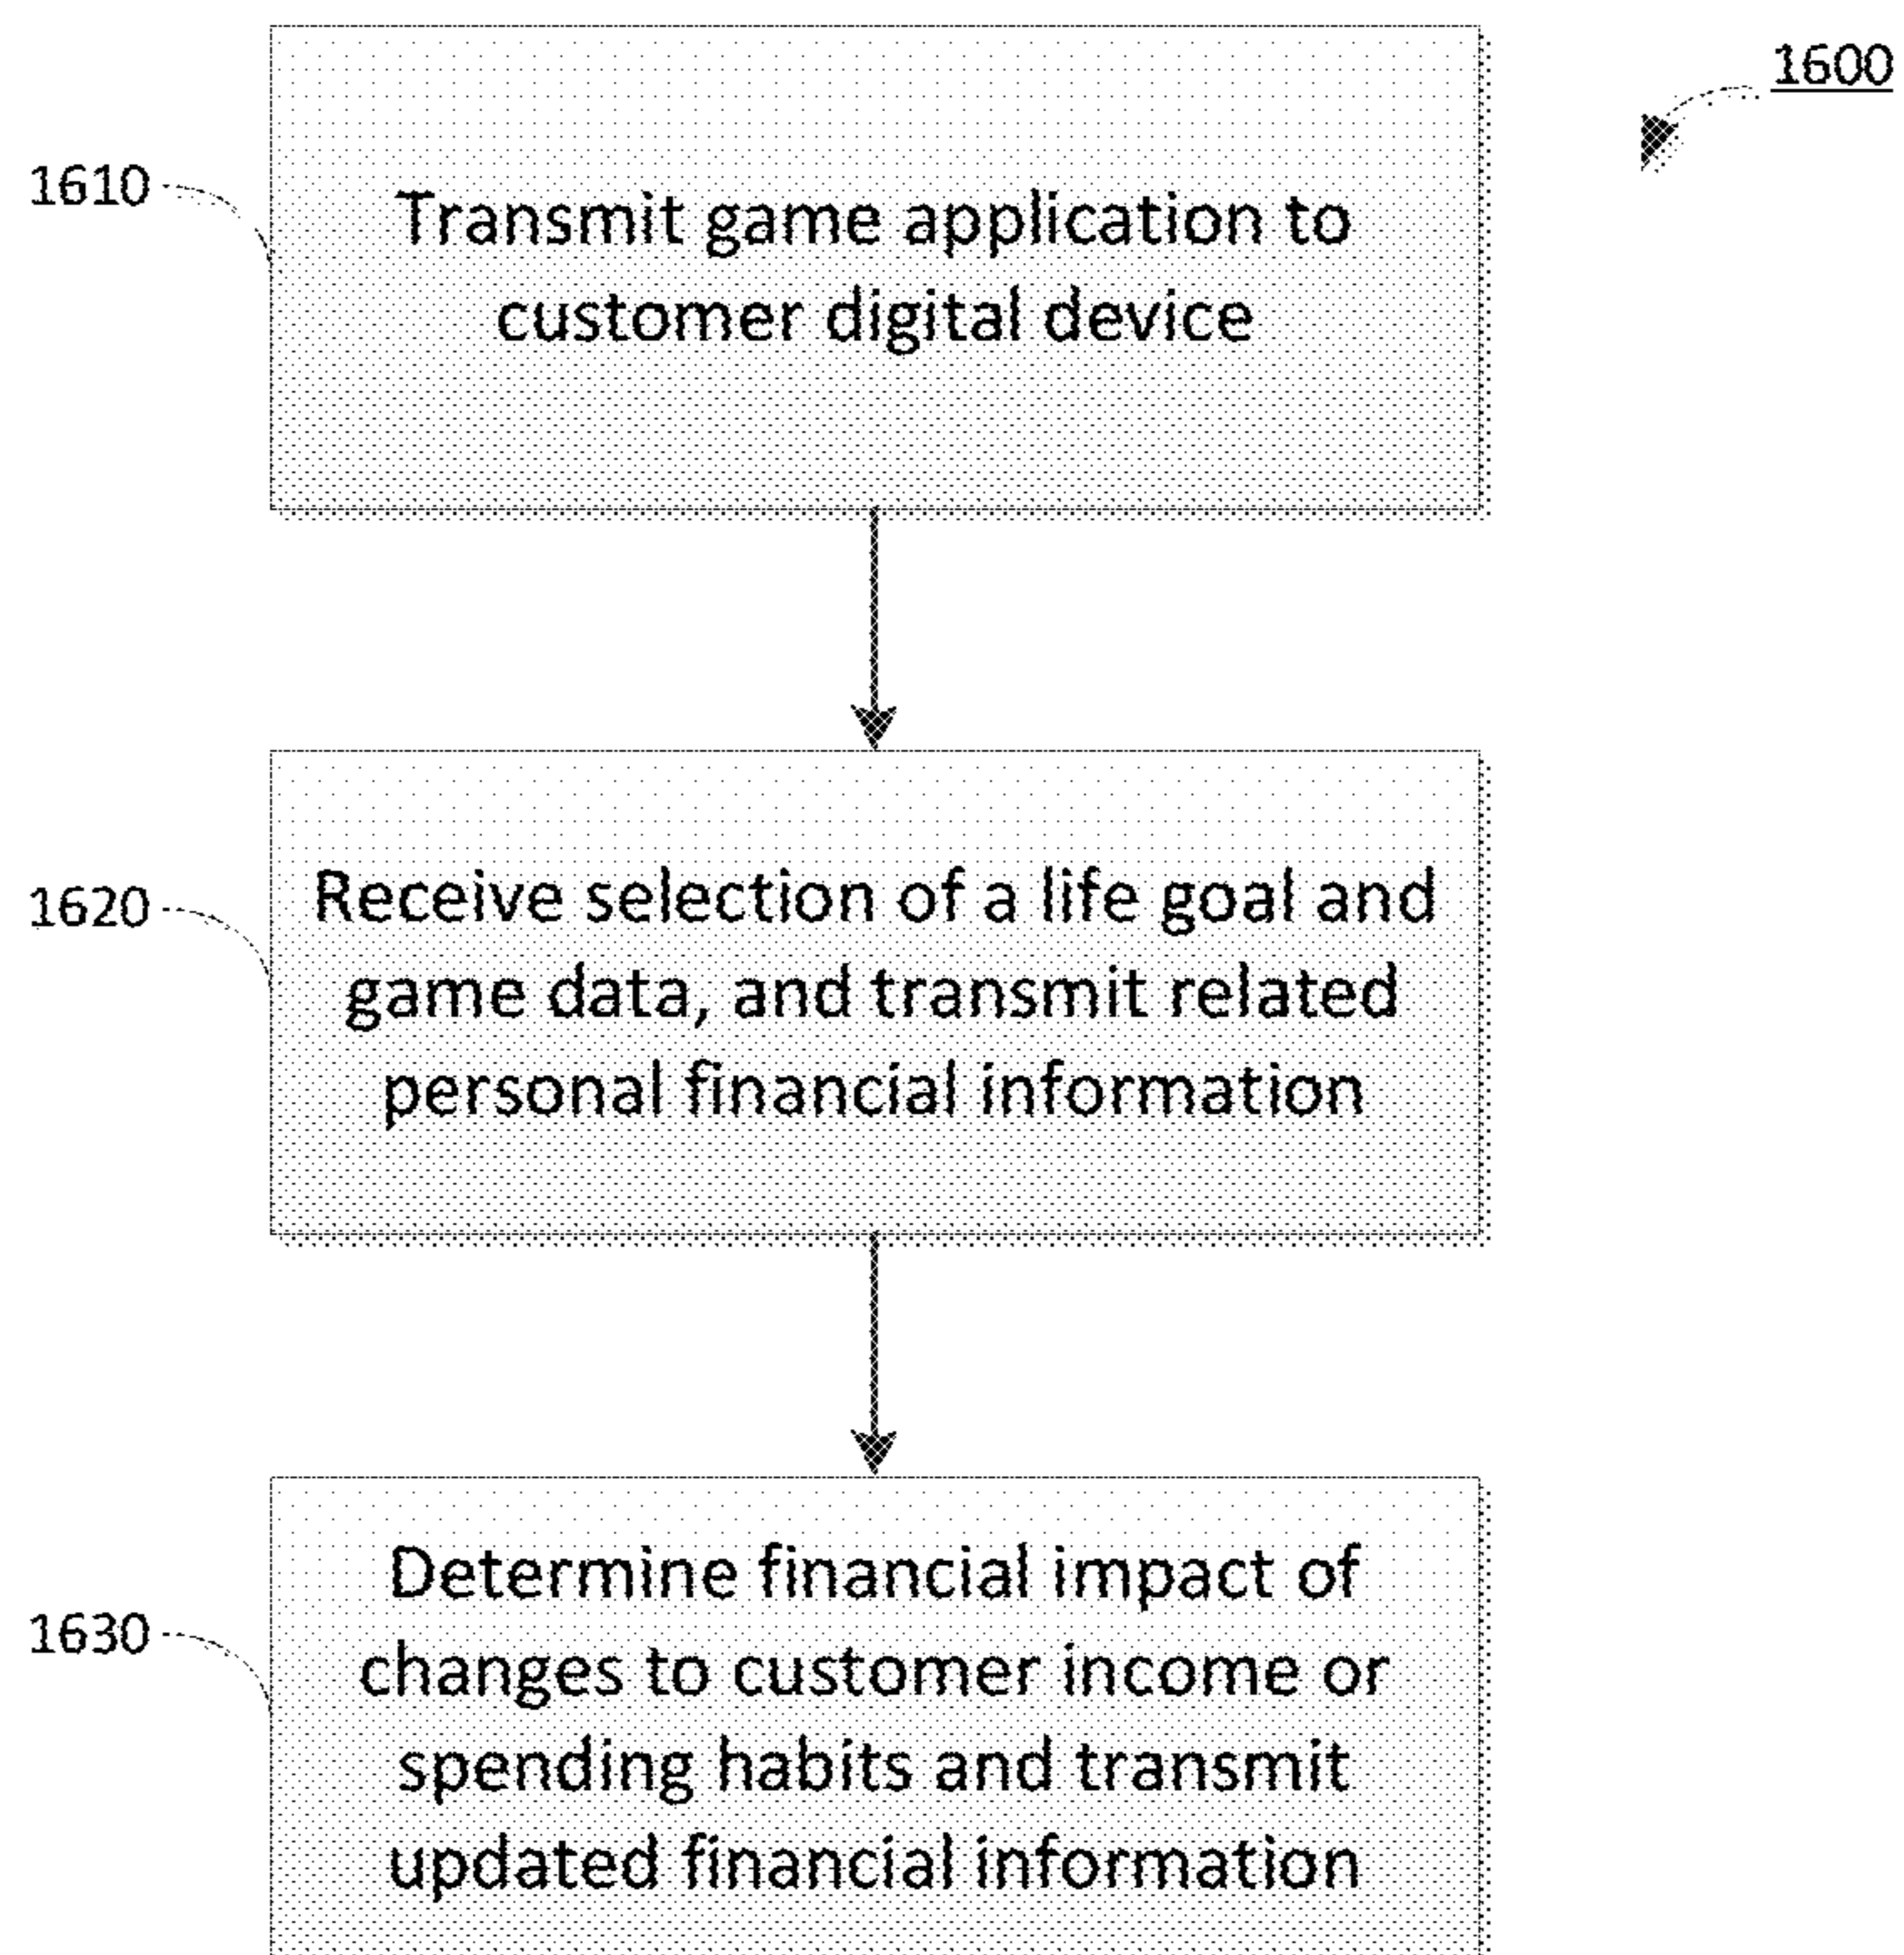 1600
1610
Transmit game application to
customer digital device
1620
Receive selection of a life goal and
game data, and transmit related
personal financial information
1630
Determine financial impact of
changes to customer income or
spending habits and transmit
updated financial information